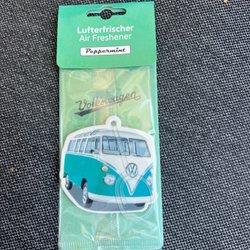 Lufterfrischer
Air Freshener
Peppermint
Volkswagen